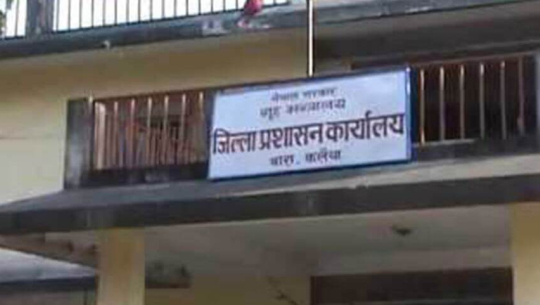 नेपाल सरकार
गृह मन्त्रालय
जिल्ला प्रशासन कार्यालय
बारा, कलैया